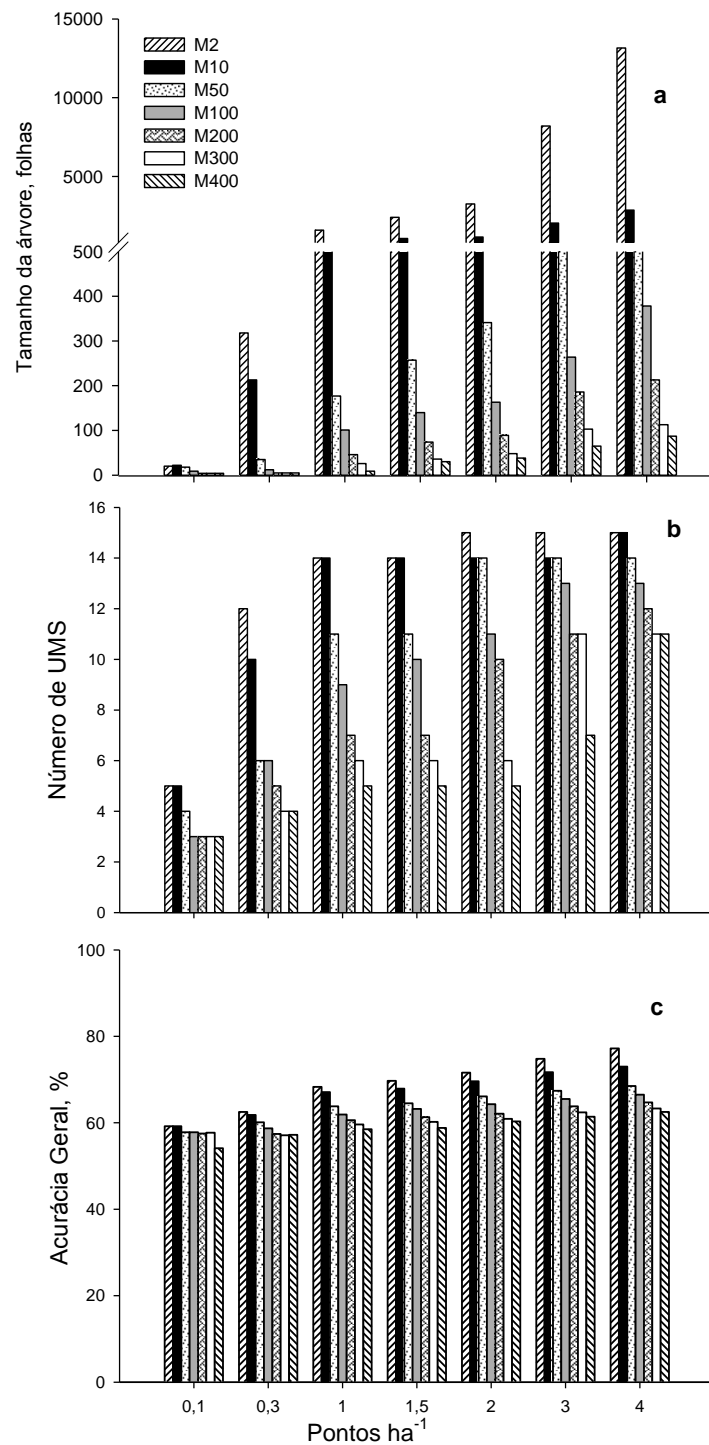 15000
10000
5000
500
400
300
200
100
0
Tamanho da árvore, folhas
M2
M10
M50
M100
M200
M300
M400
a
16
14
12
10
8
6
4
2
0
Número de UMS
b
100
80
60
40
20
0
Acurácia Geral, %
c
0,1 0,3 1 1,5 2 3 4
Pontos ha⁻¹